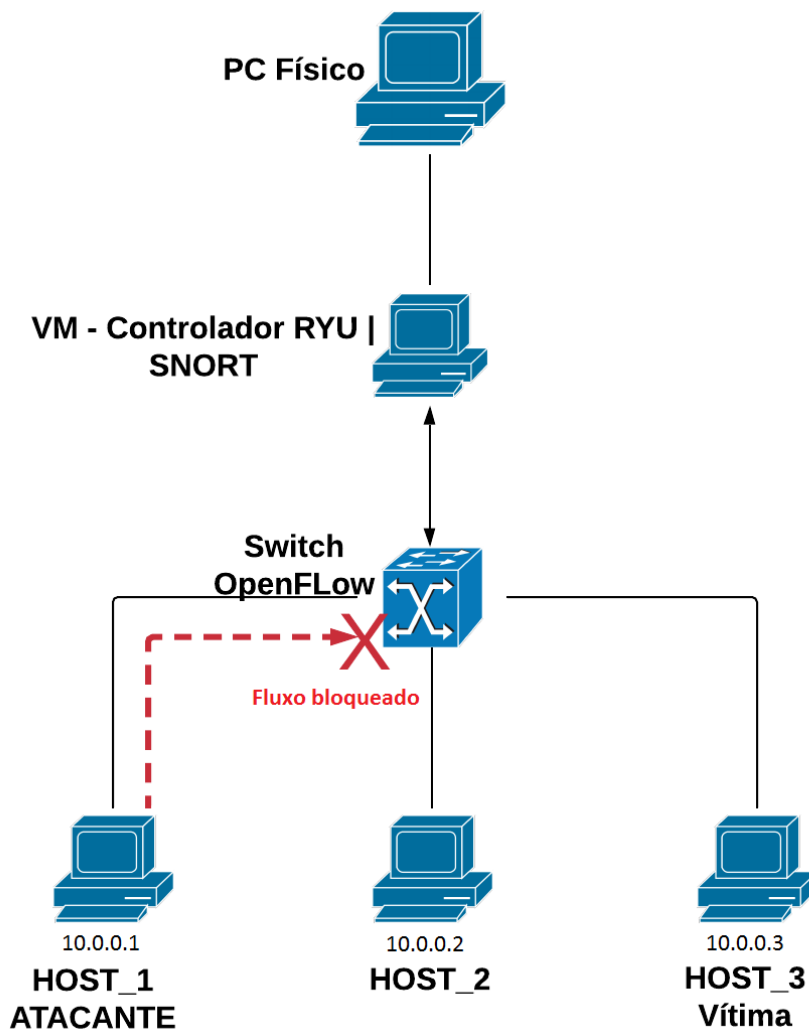 PC Físico
VM - Controlador RYU |
SNORT
Switch
OpenFLow
Fluxo bloqueado
10.0.0.1
HOST_1
ATACANTE
10.0.0.2
HOST_2
10.0.0.3
HOST_3
Vítima